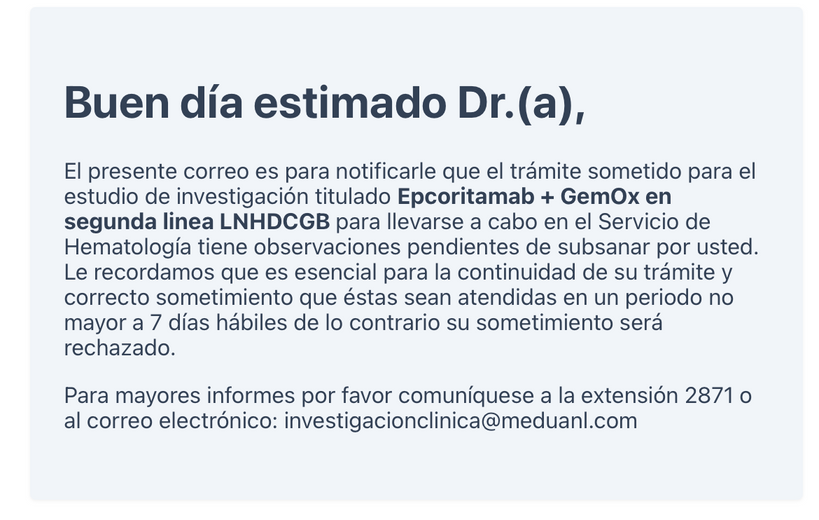 Buen día estimado Dr.(a),
El presente correo es para notificarle que el trámite sometido para el
estudio de investigación titulado Epcoritamab + GemOx en
segunda linea LNHDCGB para llevarse a cabo en el Servicio de
Hematología tiene observaciones pendientes de subsanar por usted.
Le recordamos que es esencial para la continuidad de su trámite y
correcto sometimiento que éstas sean atendidas en un periodo no
mayor a 7 días hábiles de lo contrario su sometimiento será
rechazado.
Para mayores informes por favor comuníquese a la extensión 2871 o
al correo electrónico: investigacionclinica@meduanl.com